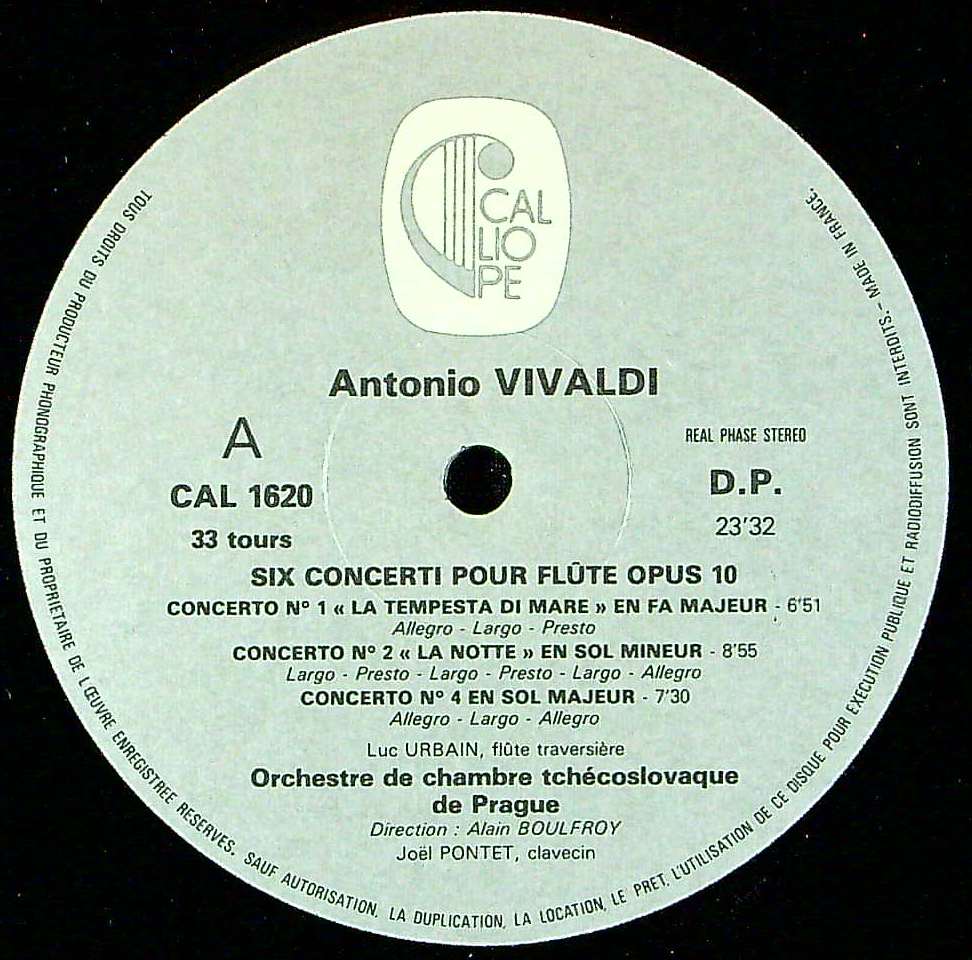 CAL
LIO
PE
Antonio VIVALDI
A
CAL 1620
33 tours
REAL PHASE STEREO
D.P.
23'32
SIX CONCERTI POUR FLÛTE OPUS 10
CONCERTO Nº 1 « LA TEMPESTA DI MARE » EN FA MAJEUR - 6'51
Allegro - Largo - Presto
CONCERTO Nº 2 « LA NOTTE » EN SOL MINEUR - 8'55
Largo - Presto - Largo - Presto - Largo - Allegro
CONCERTO Nº 4 EN SOL MAJEUR - 7'30
Allegro - Largo - Allegro
Luc URBAIN, flûte traversière
Orchestre de chambre tchécoslovaque
de Prague
Direction : Alain BOULFROY
Joël PONTET, clavecin
TOUS DROITS DU PRODUCTEUR PHONOGRAPHIQUE ET DU PROPRIETAIRE DE L'ŒUVRE ENREGISTREE RESERVES. SAUF AUTORISATION, LA DUPLICATION, LA LOCATION, LE PRET, L'UTILISATION DE CE DISQUE POUR EXECUTION PUBLIQUE ET RADIODIFFUSION SONT INTERDITS. - MADE IN FRANCE.